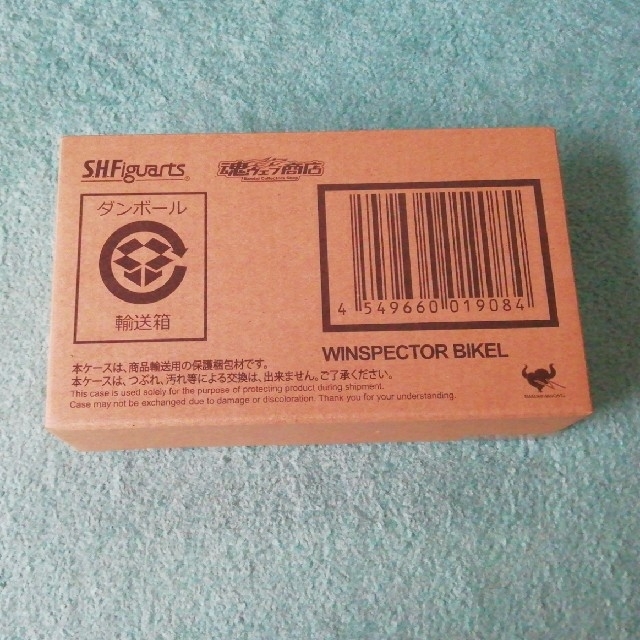 S.H.Figuarts
魂ウェブ商店
ダンボール
輸送箱
4 549660 019084
WINSPECTOR BIKEL
本ケースは、商品輸送用の保護梱包材です。
本ケースは、つぶれ、汚れ等による交換は、出来ません。ご了承ください。
This case is used solely for the purpose of protecting product during shipment.
Case may not be exchanged due to damage or discoloration. Thank you for your understanding.